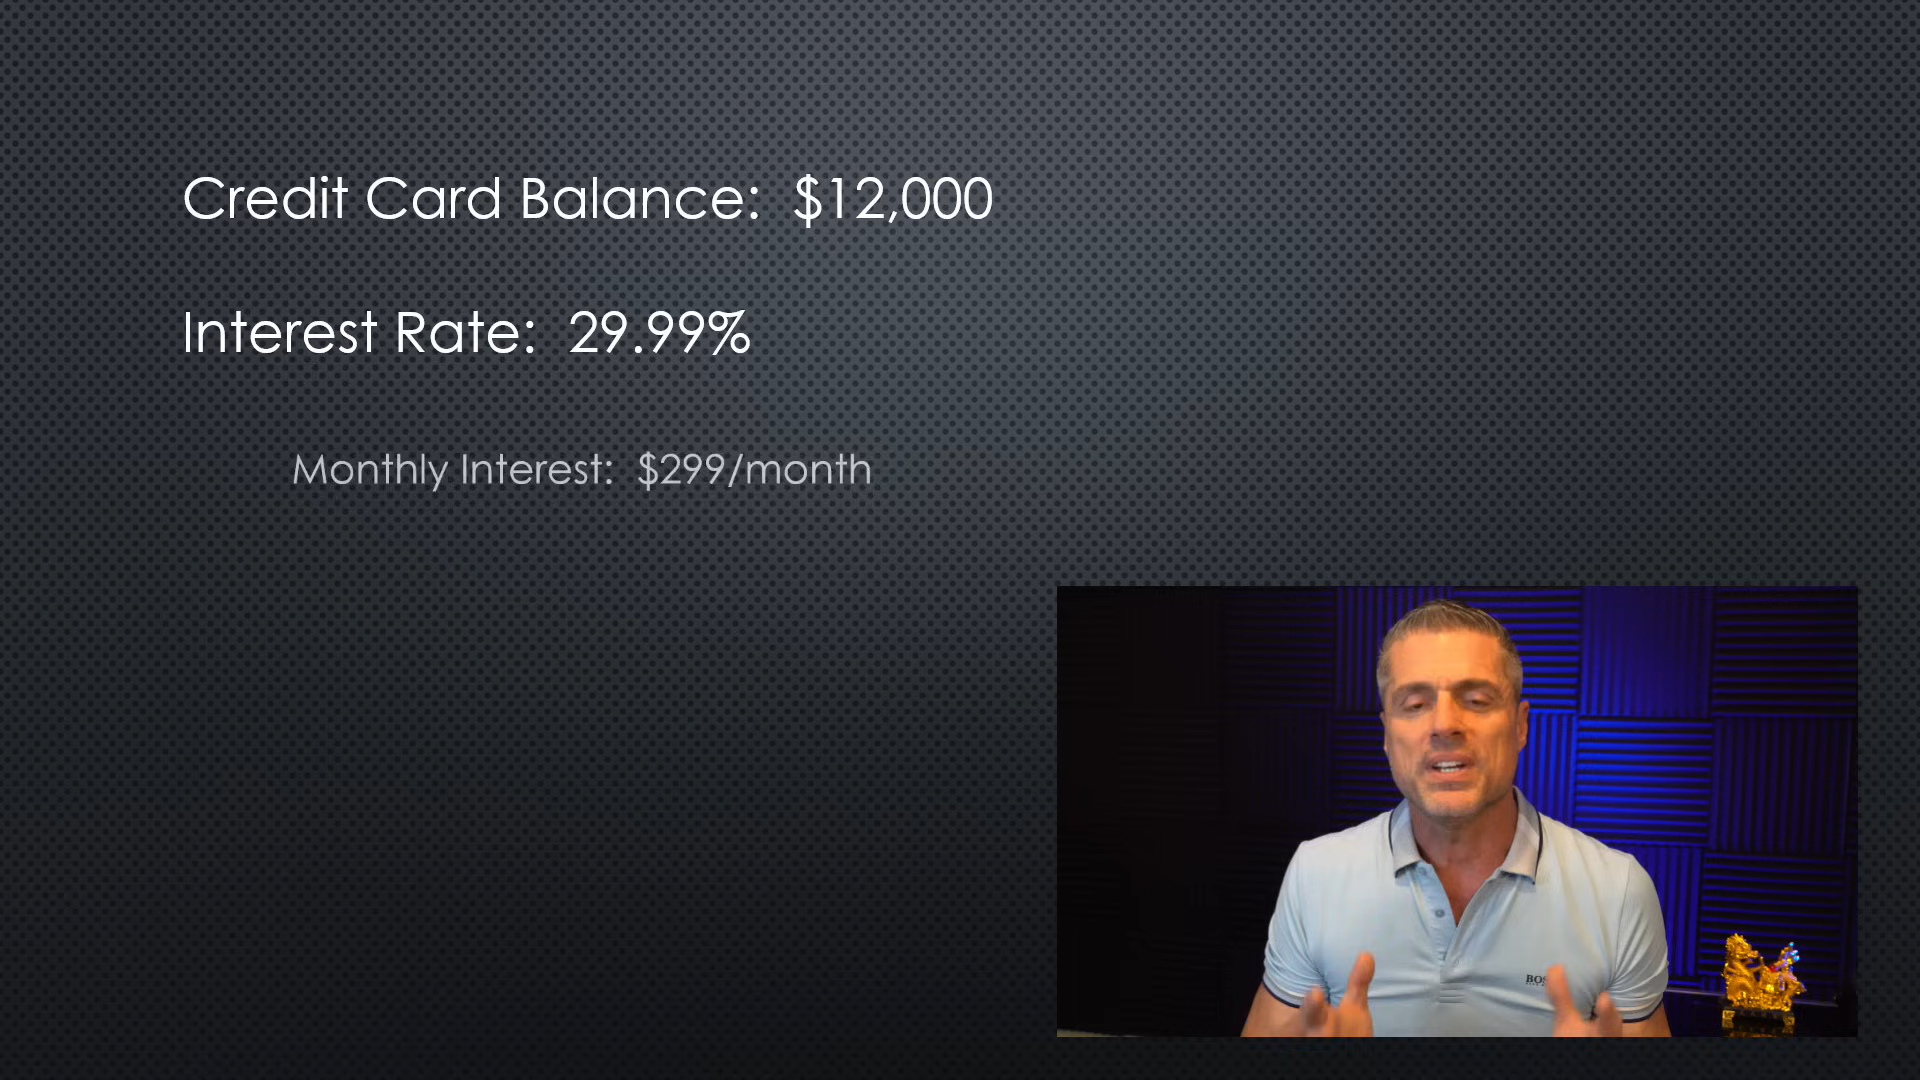 Credit Card Balance: $12,000
Interest Rate: 29.99%
Monthly Interest: $299/month